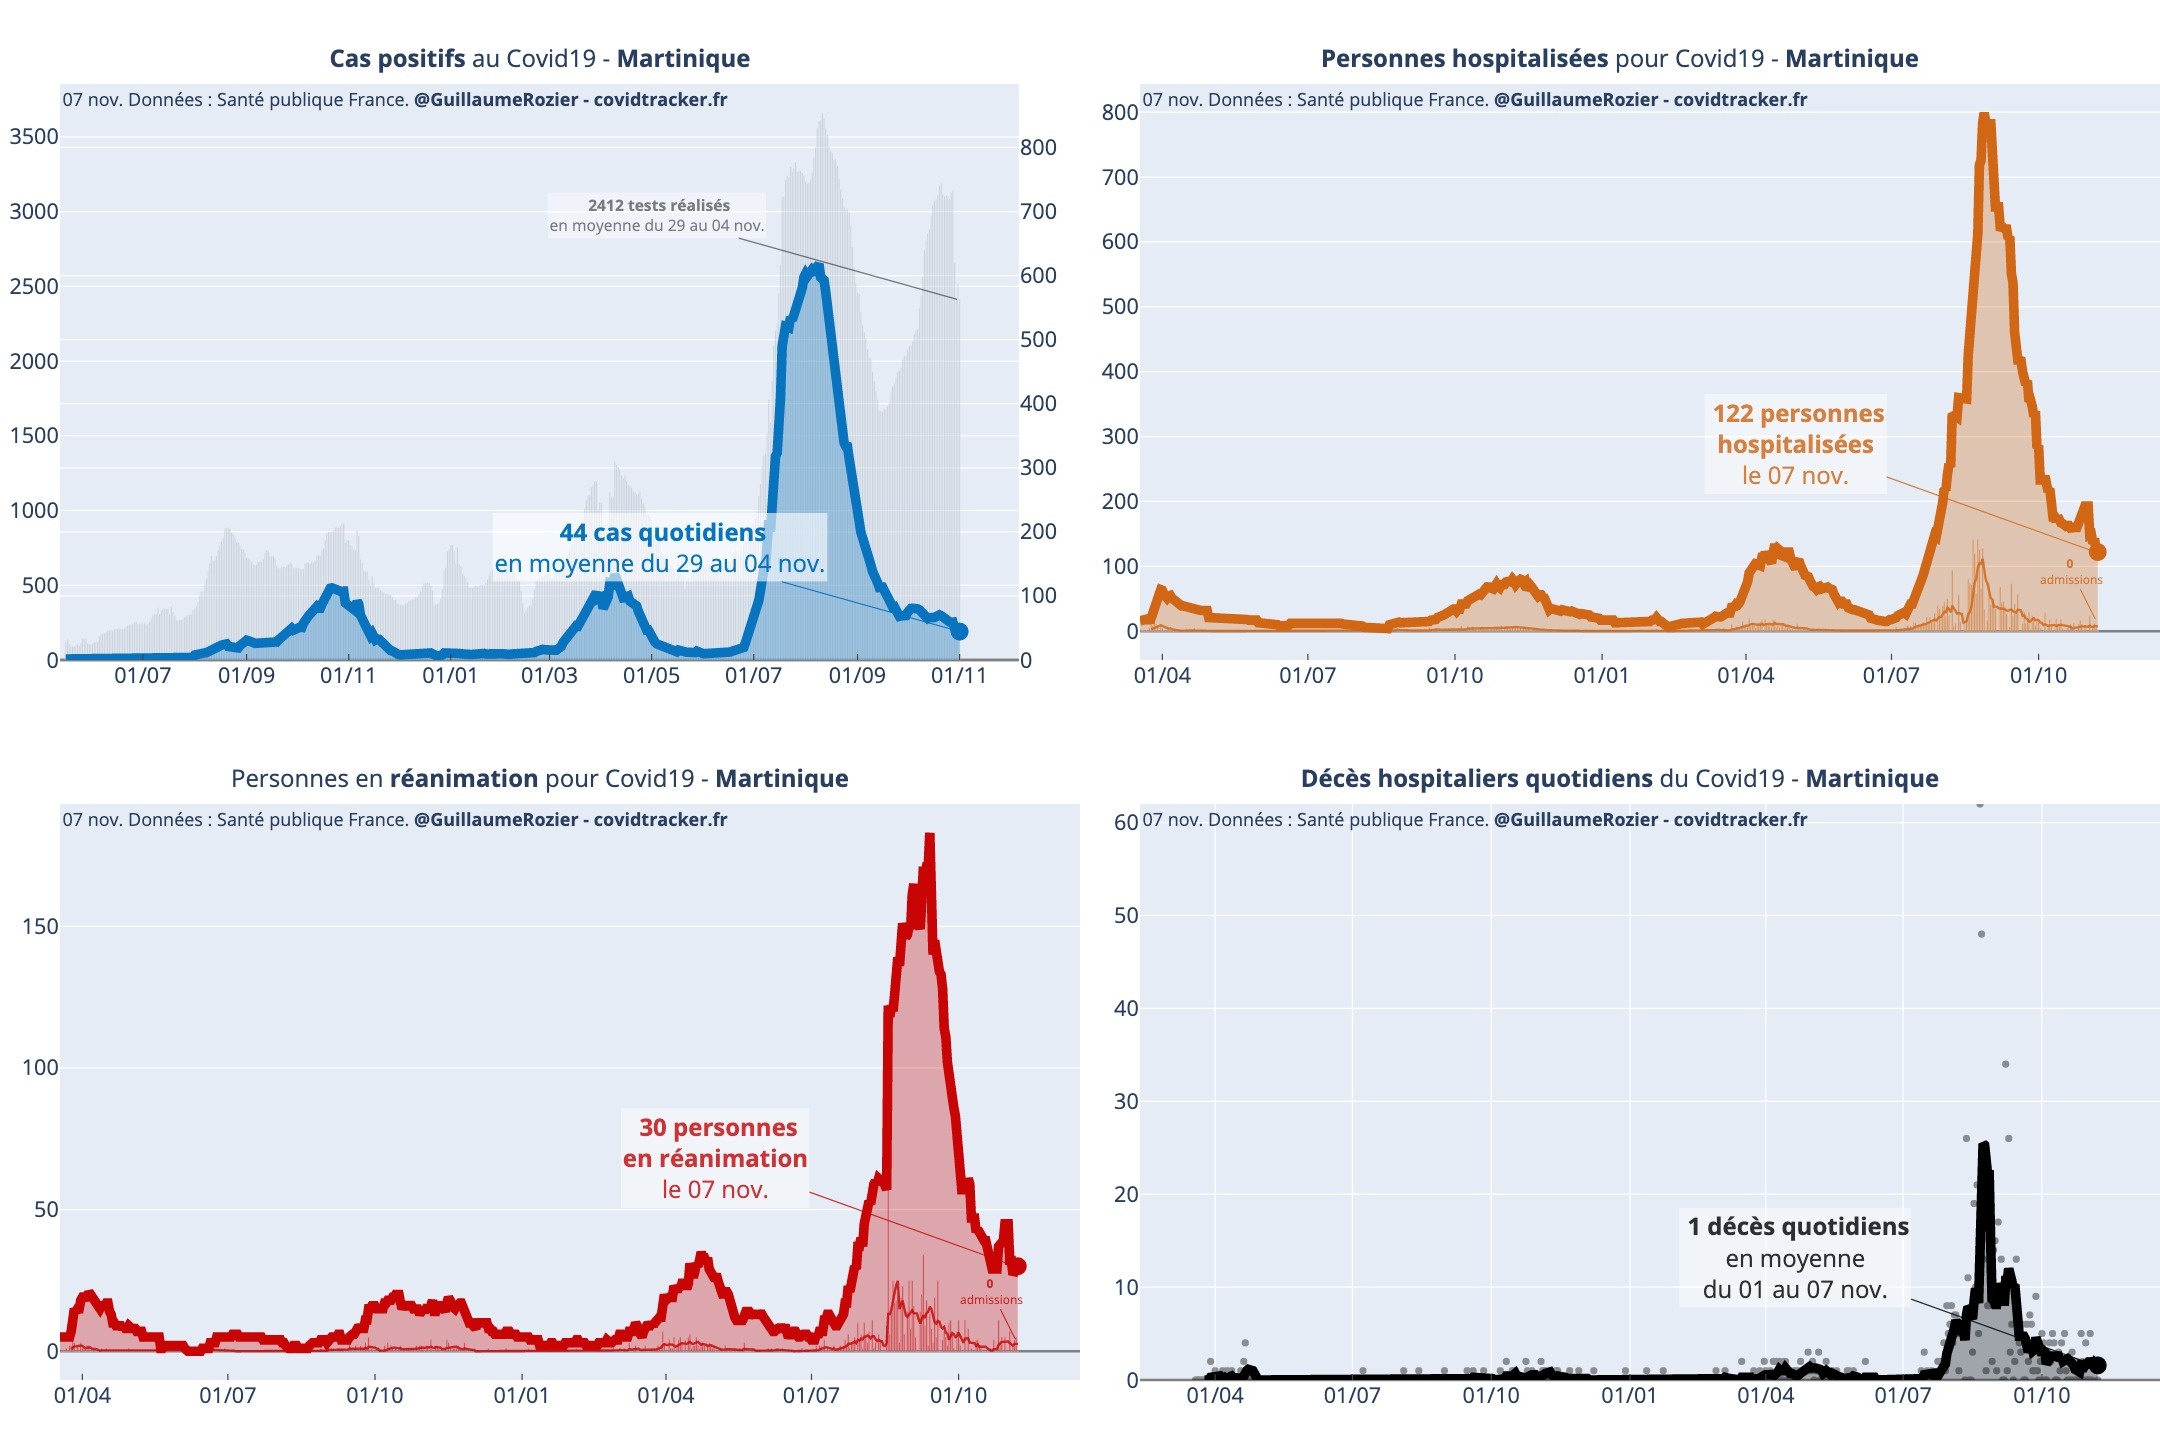 Cas positifs au Covid19 - Martinique
07 nov. Données : Santé publique France. @GuillaumeRozier - covidtracker.fr
3500
3000
2500
2000
1500
1000
500
0
800
700
600
500
400
300
200
100
0
2412 tests réalisés
en moyenne du 29 au 04 nov.
44 cas quotidiens
en moyenne du 29 au 04 nov.
01/07 01/09 01/11 01/01 01/03 01/05 01/07 01/09 01/11
Personnes hospitalisées pour Covid19 - Martinique
07 nov. Données : Santé publique France. @GuillaumeRozier - covidtracker.fr
800
700
600
500
400
300
200
100
0
122 personnes
hospitalisées
le 07 nov.
0
admissions
01/04 01/07 01/10 01/01 01/04 01/07 01/10
Personnes en réanimation pour Covid19 - Martinique
07 nov. Données : Santé publique France. @GuillaumeRozier - covidtracker.fr
150
100
50
0
30 personnes
en réanimation
le 07 nov.
0
admissions
01/04 01/07 01/10 01/01 01/04 01/07 01/10
Décès hospitaliers quotidiens du Covid19 - Martinique
07 nov. Données : Santé publique France. @GuillaumeRozier - covidtracker.fr
60
50
40
30
20
10
0
1 décès quotidiens
en moyenne
du 01 au 07 nov.
01/04 01/07 01/10 01/01 01/04 01/07 01/10